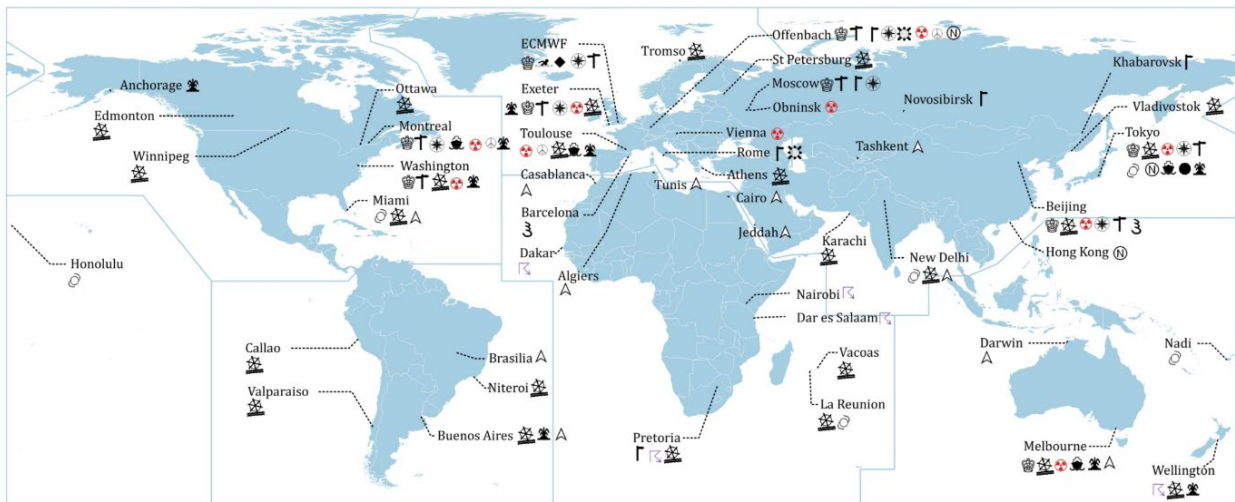 ECMWF
Tromso
Offenbach
N
St Petersburg
Khabarovsk
Anchorage
Ottawa
Exeter
Moscow
Novosibirsk
Edmonton
Obninsk
Vladivostok
Montreal
Toulouse
Vienna
Tokyo
N
Winnipeg
Washington
Rome
Tashkent
Casablanca
Tunis
Athens
Miami
Barcelona
Cairo
Beijing
Dakar
Jeddah
Karachi
Honolulu
New Delhi
Hong Kong
N
Algiers
Nairobi
Dar es Salaam
Callao
Brasilia
Vacoas
Darwin
Nadi
Valparaiso
Niteroi
La Reunion
Buenos Aires
Pretoria
Melbourne
Wellington